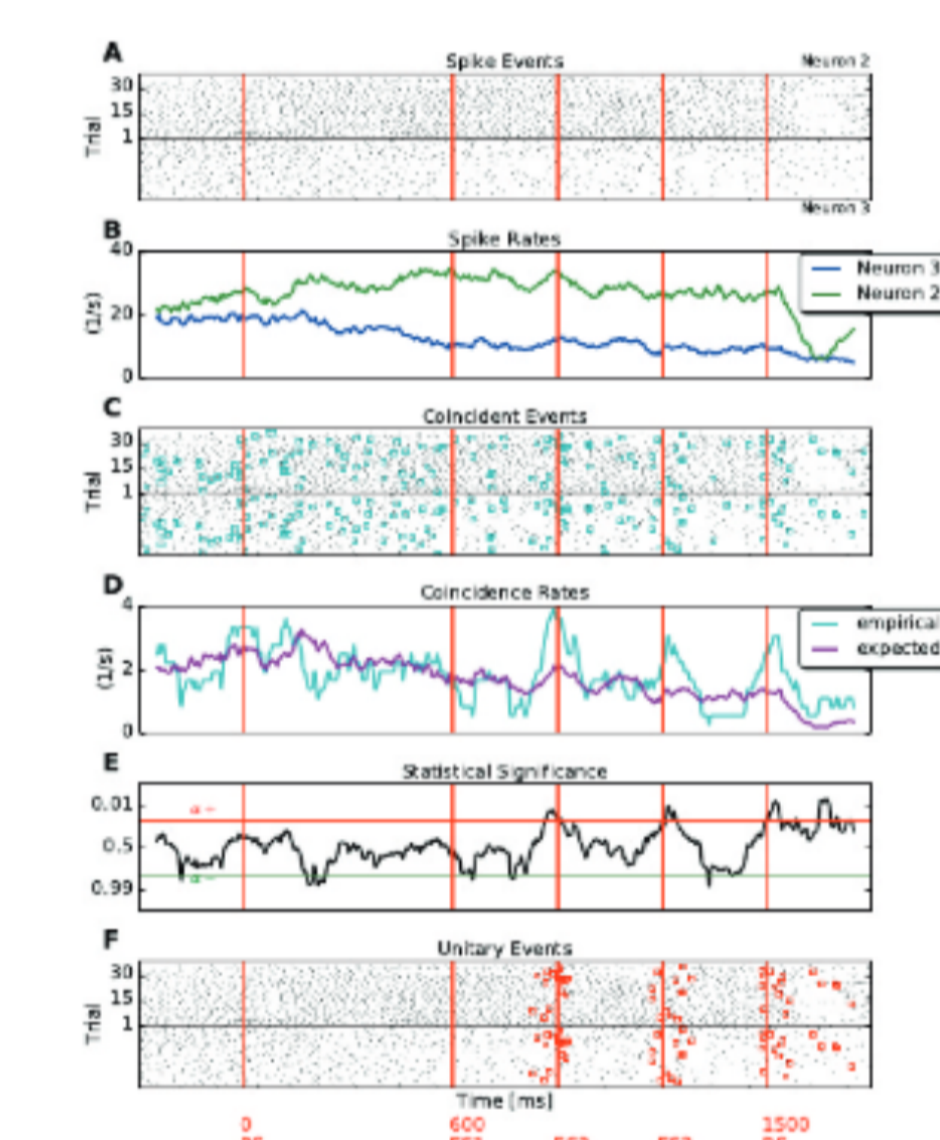 A
Spike Events
Neuron 2
30
15
1
Trial
Neuron 3
B
Spike Rates
40
20
0
(1/s)
Neuron 3
Neuron 2
C
Coincident Events
30
15
1
Trial
D
Coincidence Rates
4
2
0
(1/s)
empirical
expected
E
Statistical Significance
0.01
0.5
0.99
α +
α −
F
Unitary Events
30
15
1
Trial
Time [ms]
0
600
1500